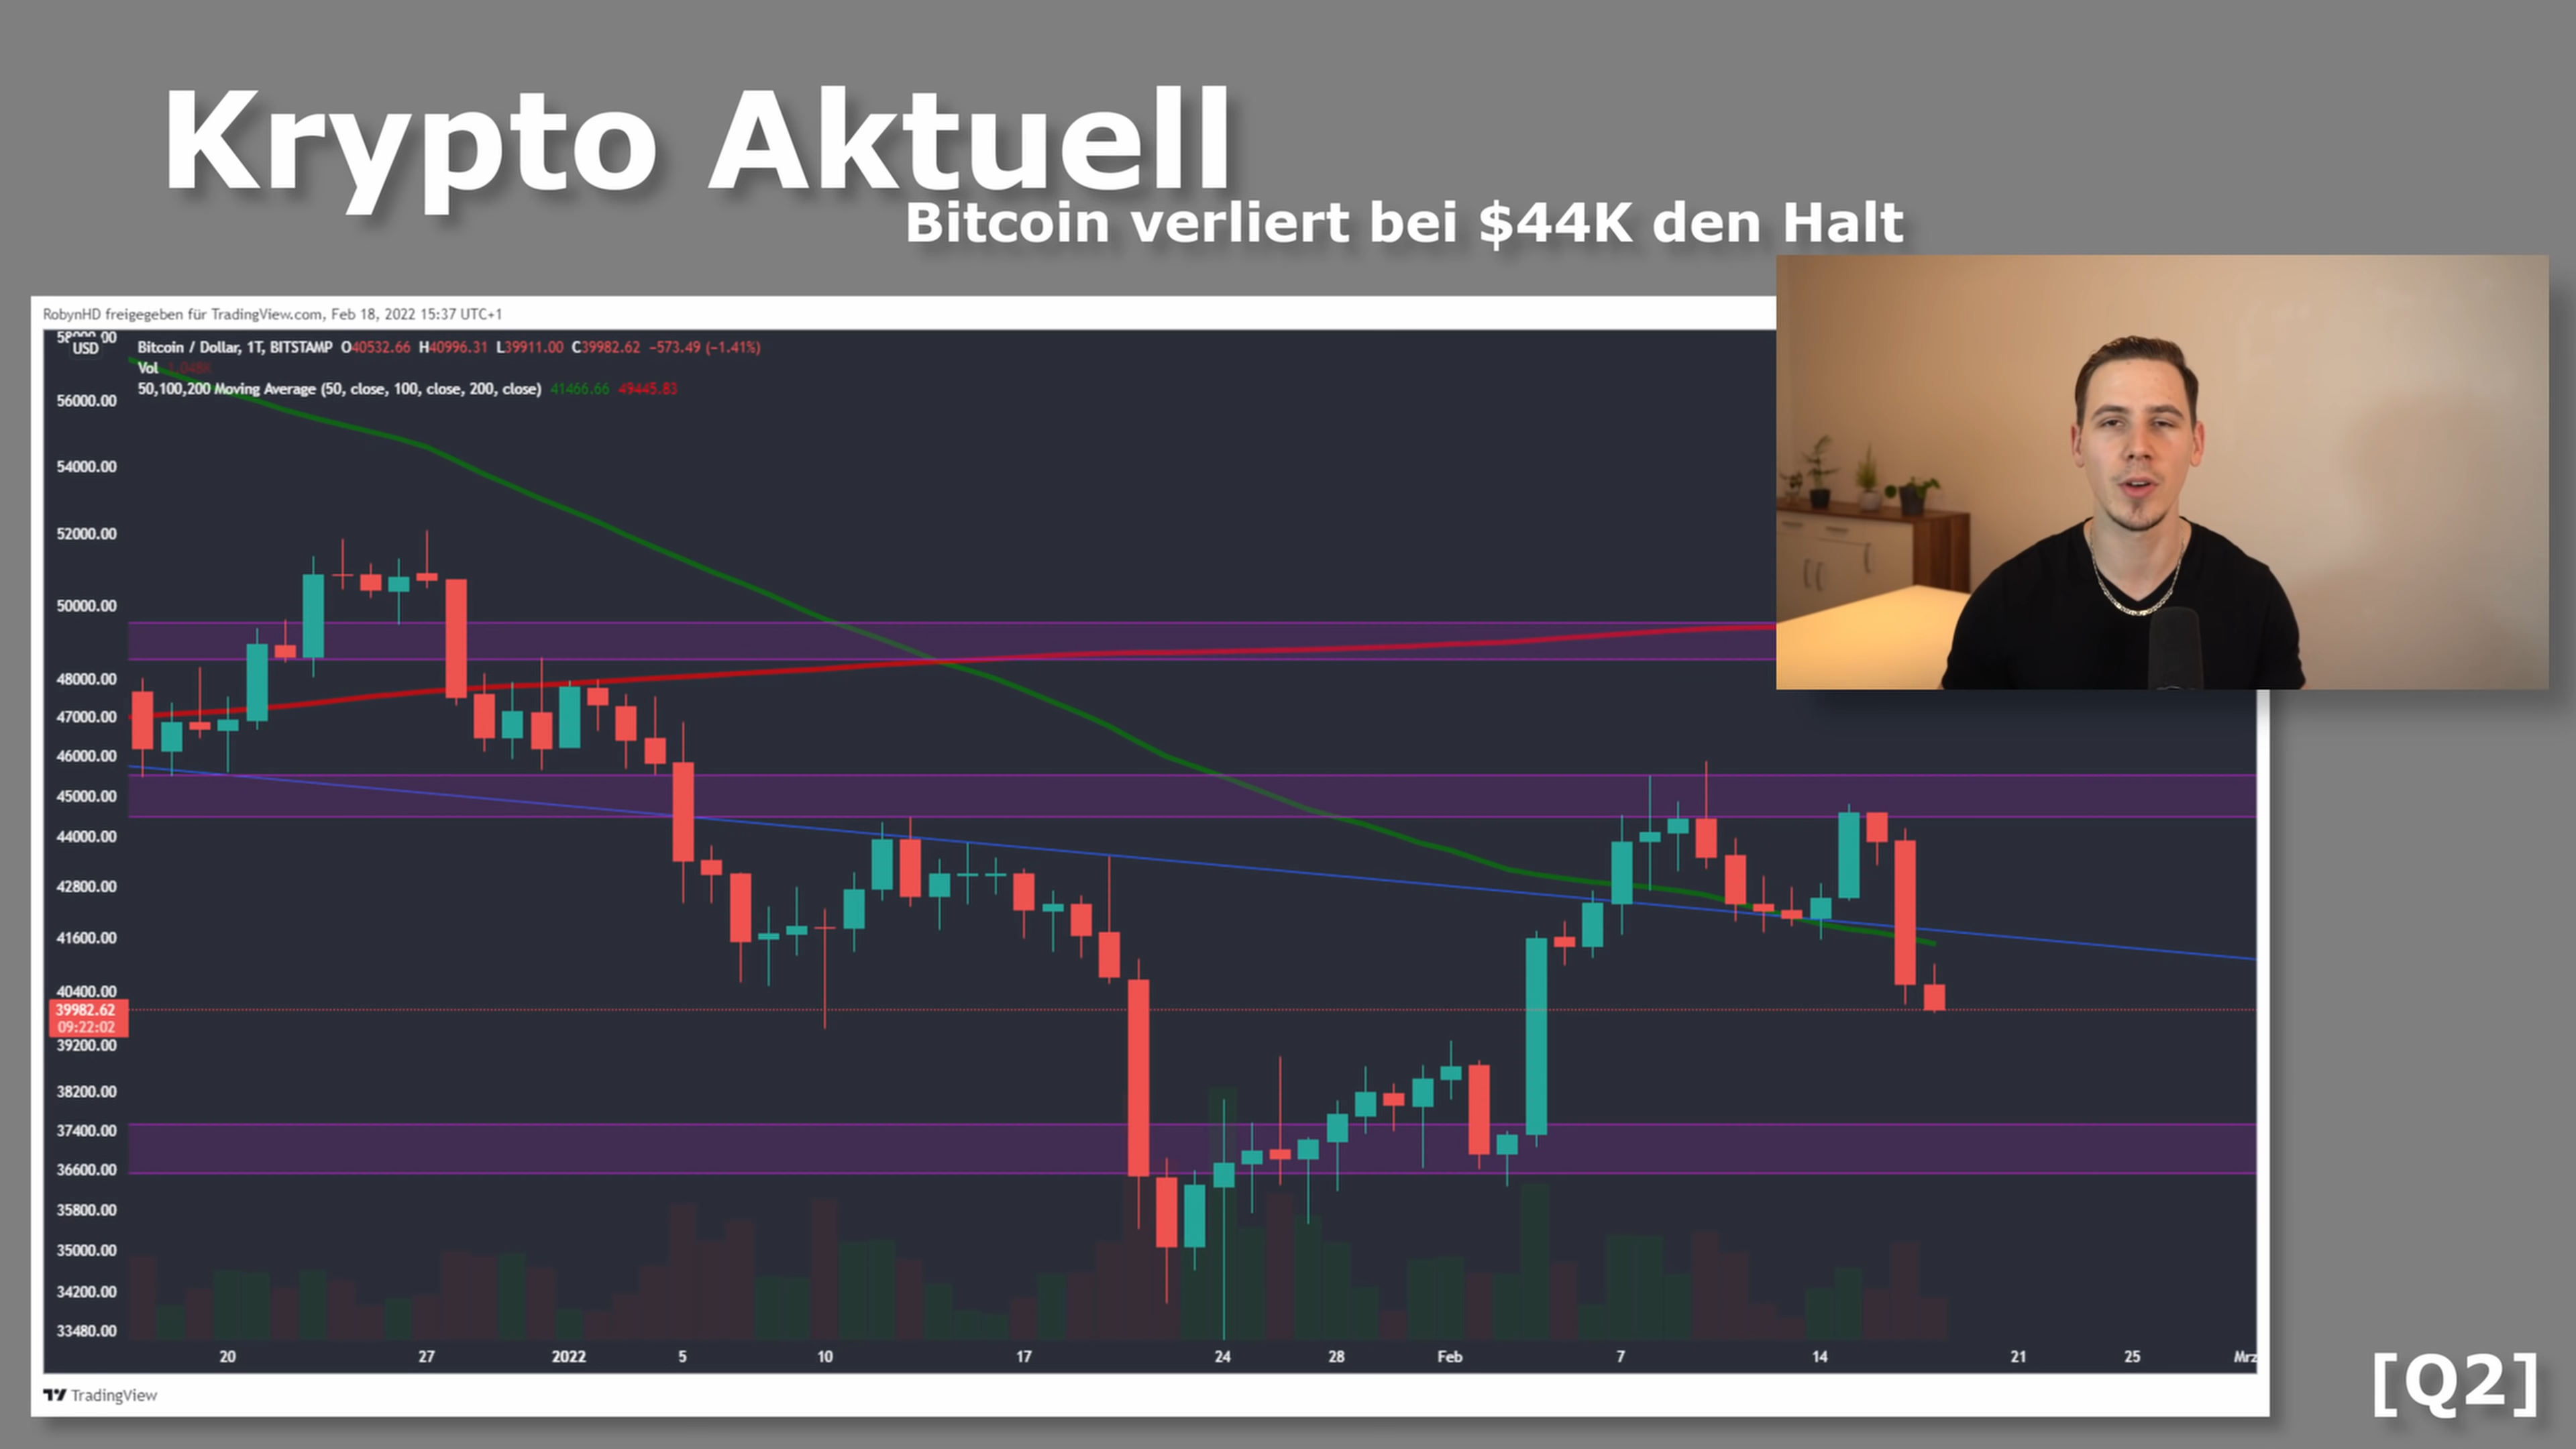 Krypto Aktuell
Bitcoin verliert bei $44K den Halt
RobynHD freigegeben für TradingView.com, Feb 18, 2022 15:37 UTC+1
USD
Bitcoin / Dollar, 1T, BITSTAMP O40532.66 H40996.31 L39911.00 C39982.62 −573.49 (−1.41%)
Vol 1.048K
50,100,200 Moving Average (50, close, 100, close, 200, close) 41466.66 49445.83
56000.00
54000.00
52000.00
50000.00
48000.00
47000.00
46000.00
45000.00
44000.00
42800.00
41600.00
40400.00
39982.62
09:22:02
39200.00
38200.00
37400.00
36600.00
35800.00
35000.00
34200.00
33480.00
20 27 2022 5 10 17 24 28 Feb 7 14 21 25 Mrz
TradingView
[Q2]